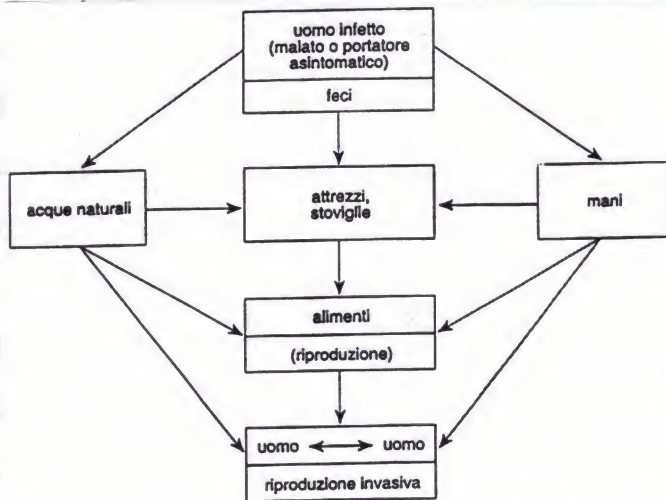 uomo infetto
(malato o portatore
asintomatico)
feci
acque naturali
attrezzi,
stoviglie
mani
alimenti
(riproduzione)
uomo uomo
riproduzione invasiva